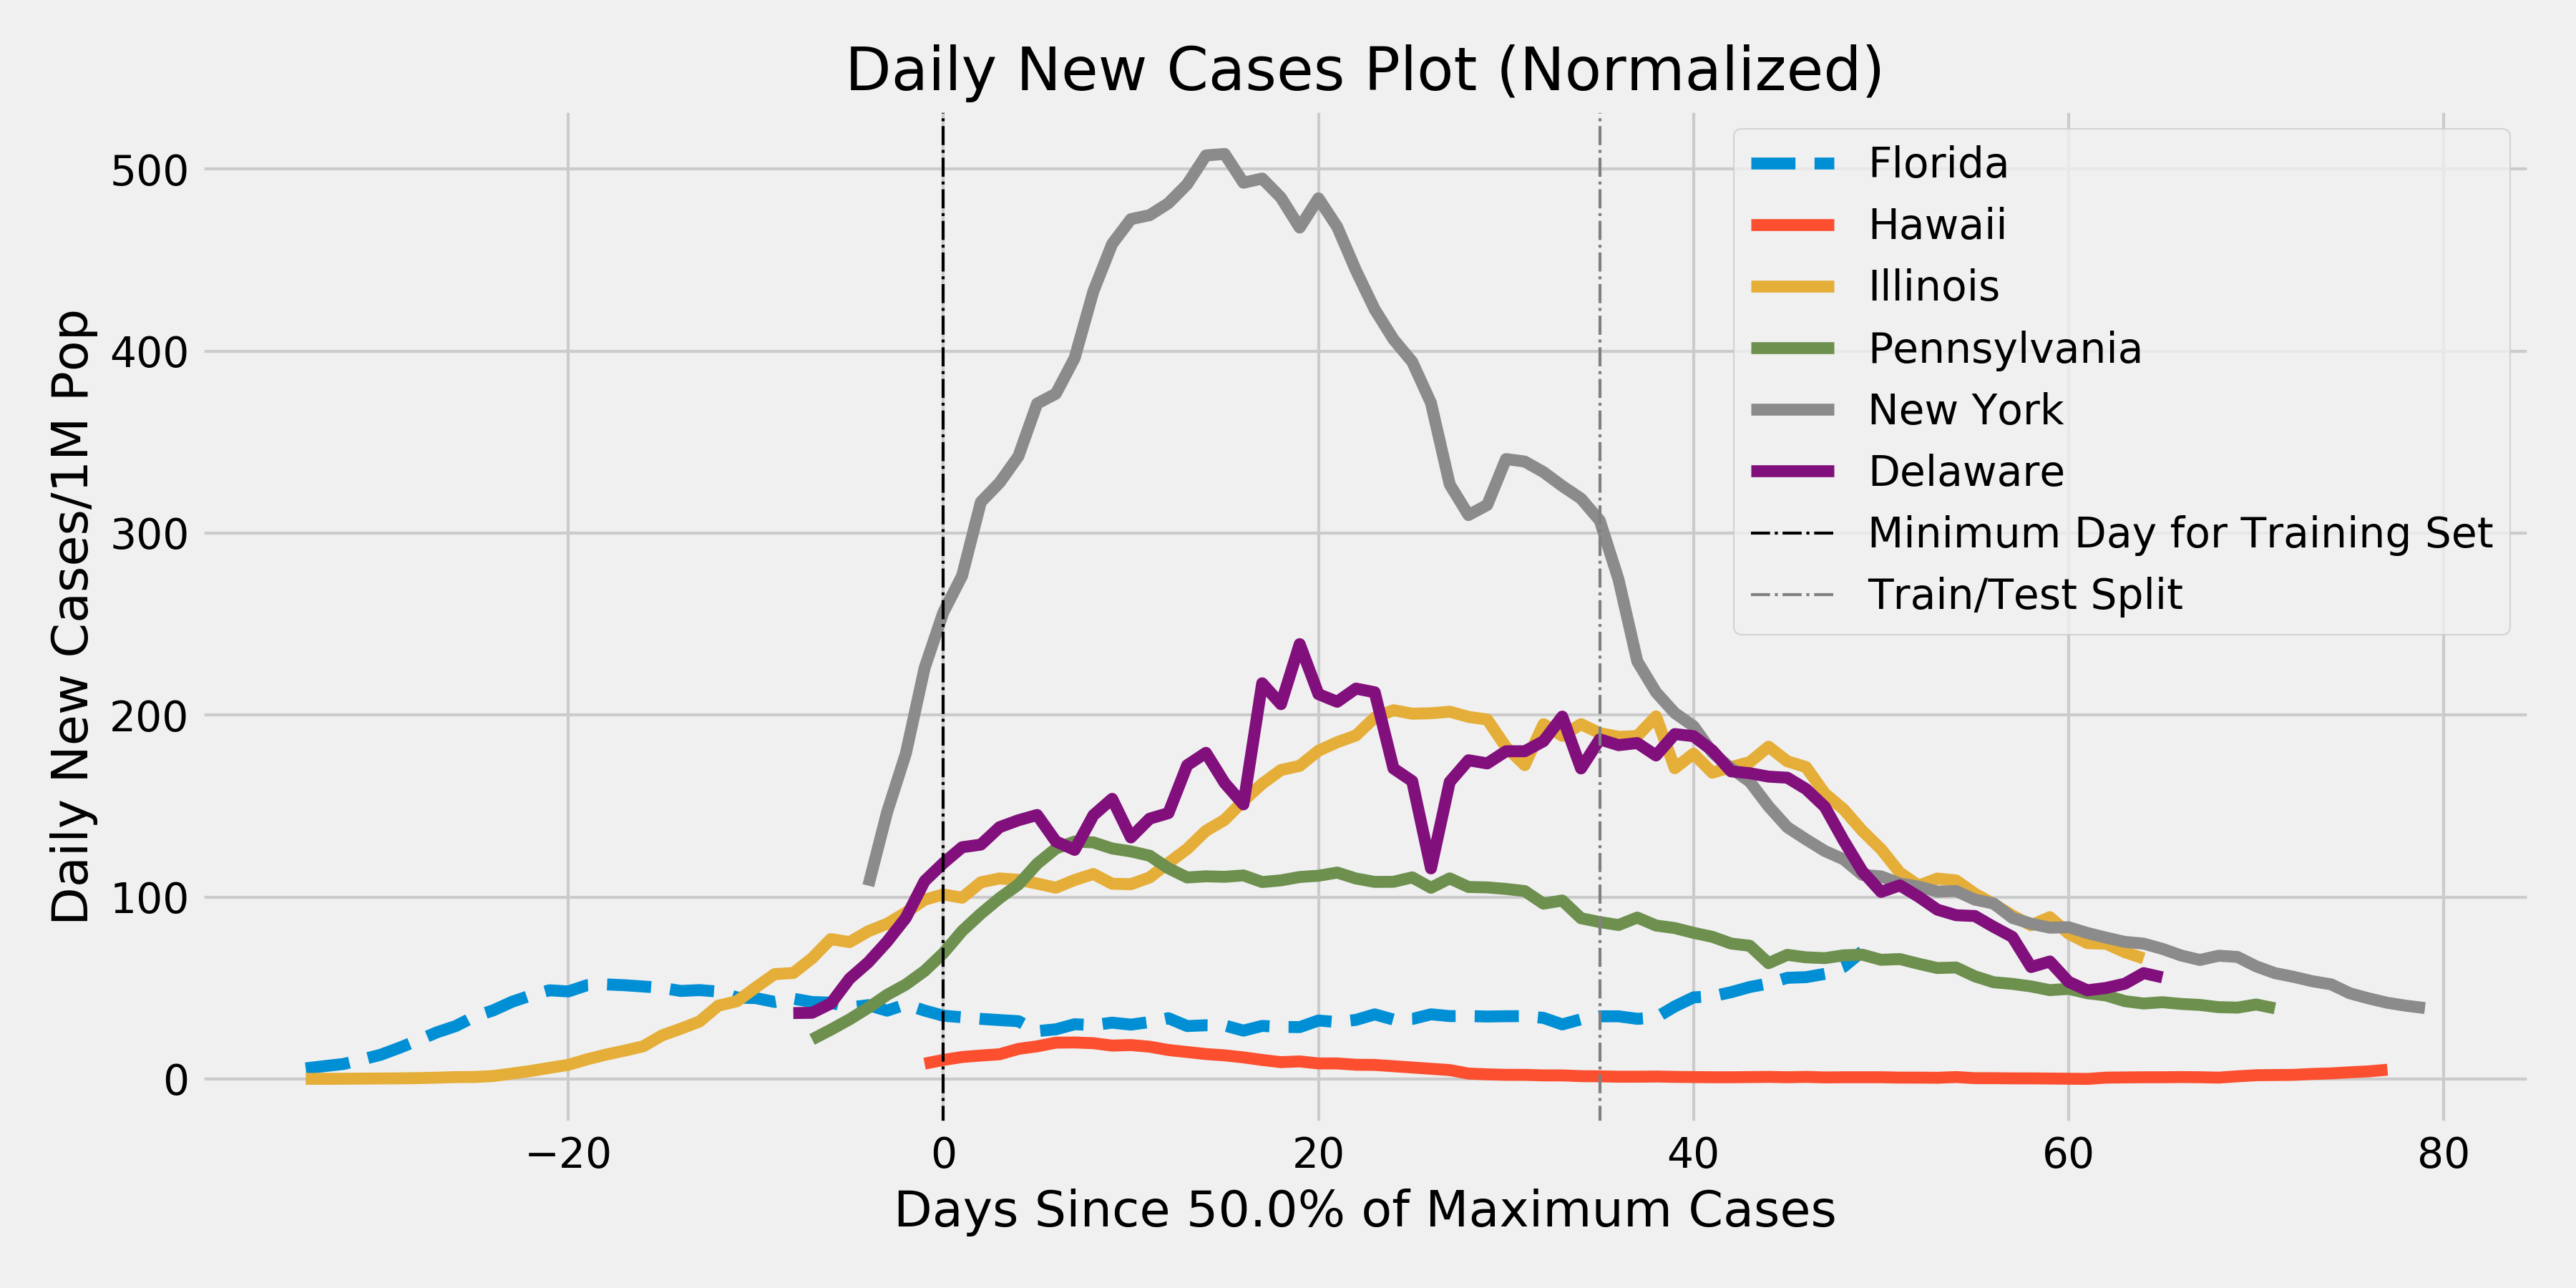 Daily New Cases Plot (Normalized)
Daily New Cases/1M Pop
500
400
300
200
100
0
Florida
Hawaii
Illinois
Pennsylvania
New York
Delaware
Minimum Day for Training Set
Train/Test Split
−20
0
20
40
60
80
Days Since 50.0% of Maximum Cases